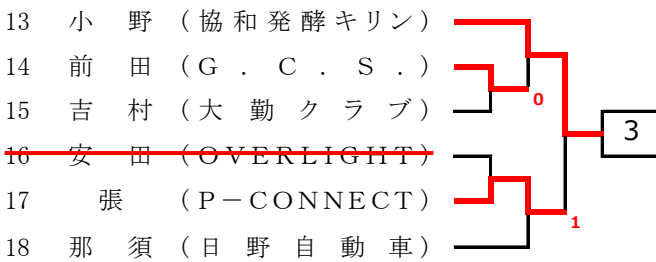 13 小 野 (協和発酵キリン)
14 前 田 (G.C.S.)
0
15 吉 村 (大勤クラブ)
3
16 安 田 (OVERLIGHT)
17 張 (P－CONNECT)
1
18 那 須 (日野自動車)